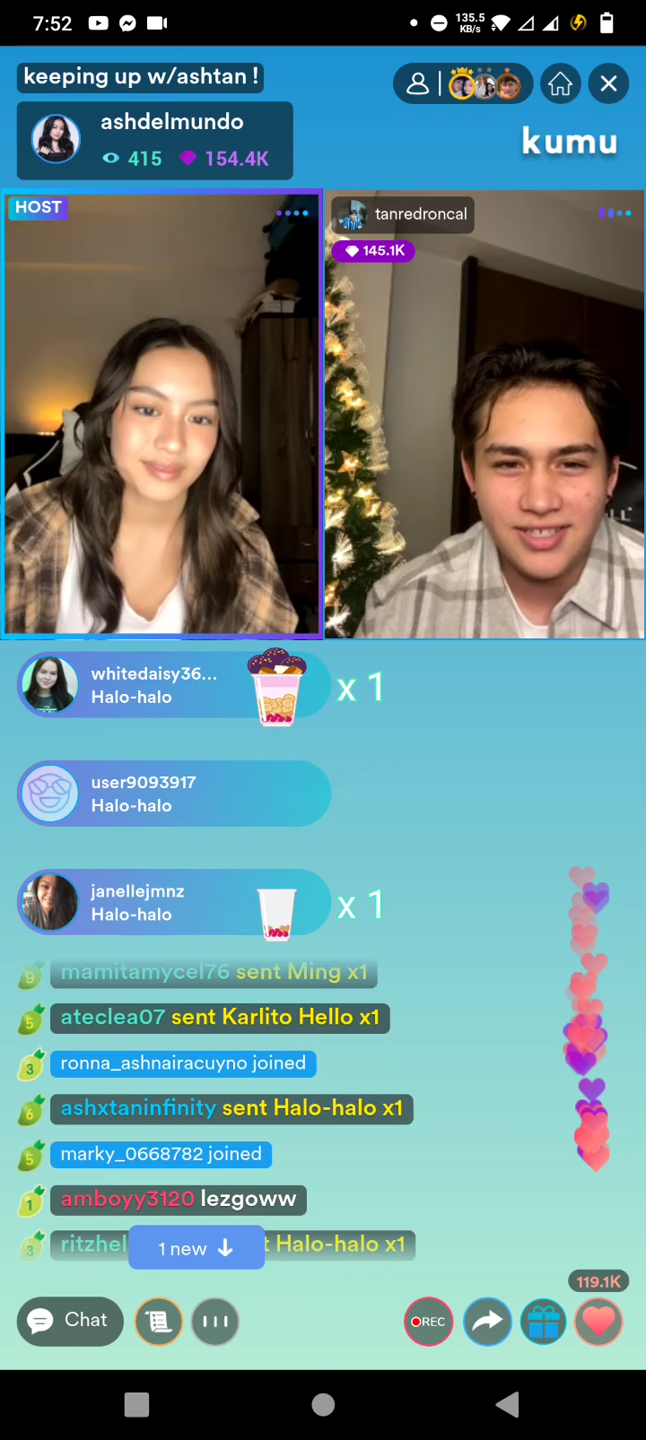 7:52
135.5
KB/s
keeping up w/ashtan !
ashdelmundo
415
154.4K
kumu
HOST
tanredroncal
145.1K
whitedaisy36...
Halo-halo
x 1
user9093917
Halo-halo
janellejmnz
Halo-halo
x 1
9
mamitamycel76 sent Ming x1
5
ateclea07 sent Karlito Hello x1
3
ronna_ashnairacuyno joined
6
ashxtaninfinity sent Halo-halo x1
5
marky_0668782 joined
1
amboyy3120 lezgoww
3
ritzhel
1 new
t Halo-halo x1
119.1K
Chat
REC